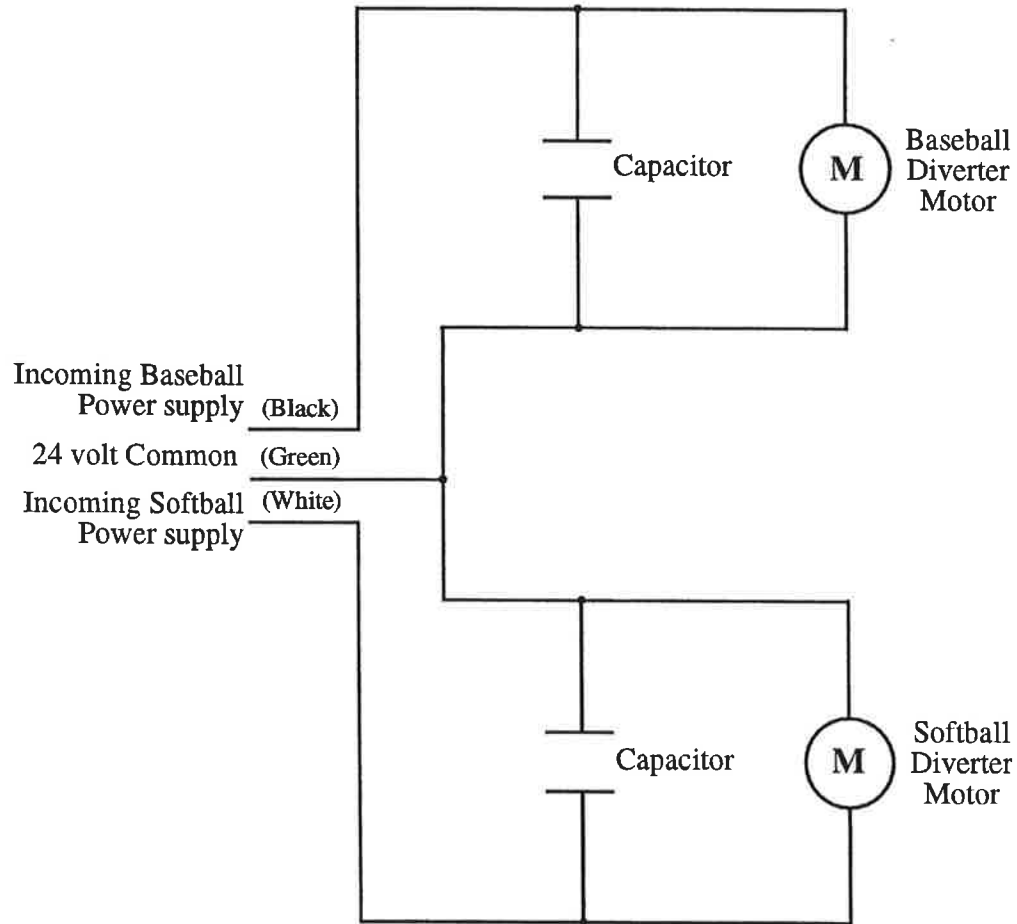 Capacitor
M
Baseball
Diverter
Motor
Incoming Baseball
Power supply (Black)
24 volt Common (Green)
Incoming Softball (White)
Power supply
Capacitor
M
Softball
Diverter
Motor